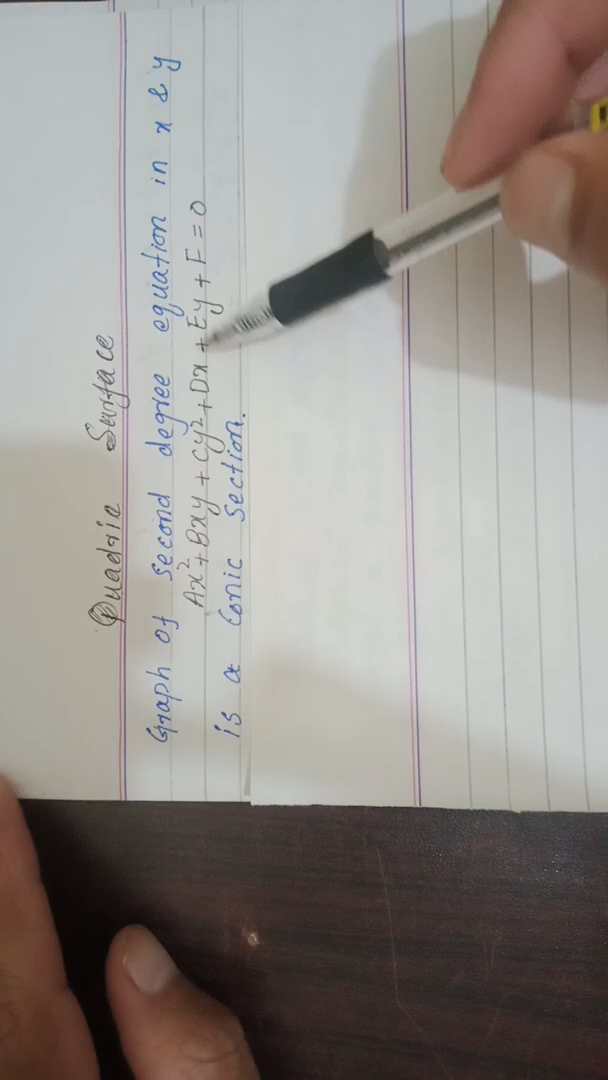 Quadric Surface
Graph of second degree equation in x & y
Ax²+Bxy+Cy²+Dx+Ey+F=0
is a Conic Section.